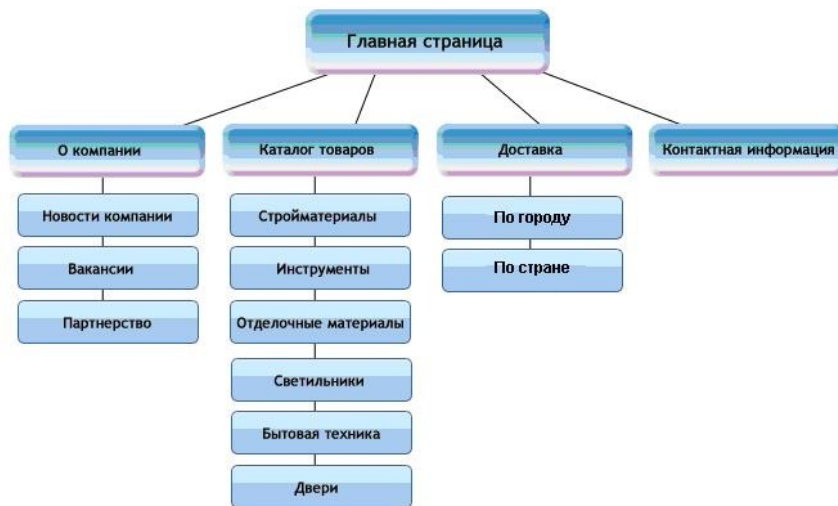 Главная страница
О компании
Каталог товаров
Доставка
Контактная информация
Новости компании
Вакансии
Партнерство
Стройматериалы
Инструменты
Отделочные материалы
Светильники
Бытовая техника
Двери
По городу
По стране